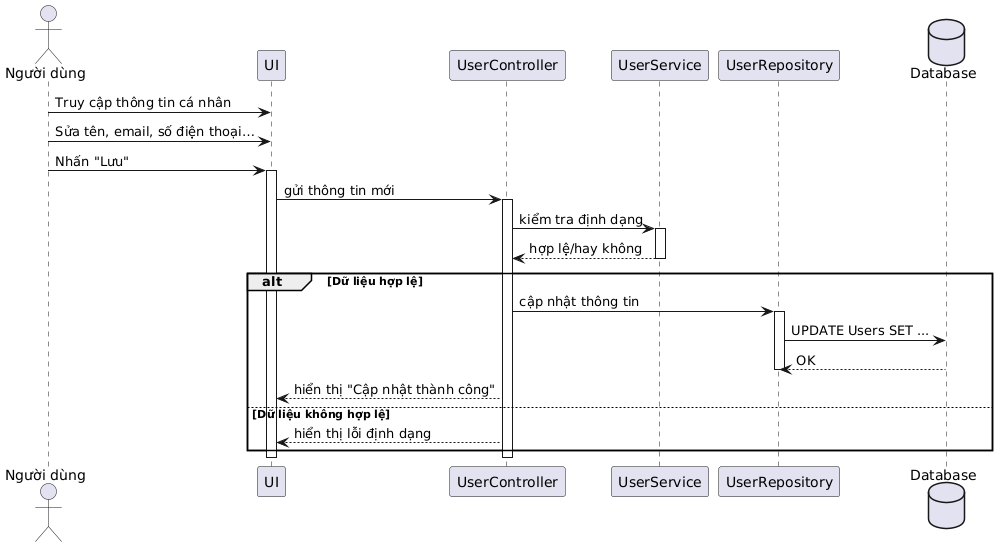 Người dùng
UI
UserController
UserService
UserRepository
Database
Truy cập thông tin cá nhân
Sửa tên, email, số điện thoại...
Nhấn "Lưu"
gửi thông tin mới
kiểm tra định dạng
hợp lệ/hay không
alt
[Dữ liệu hợp lệ]
cập nhật thông tin
UPDATE Users SET ...
OK
hiển thị "Cập nhật thành công"
[Dữ liệu không hợp lệ]
hiển thị lỗi định dạng
Người dùng
UI
UserController
UserService
UserRepository
Database